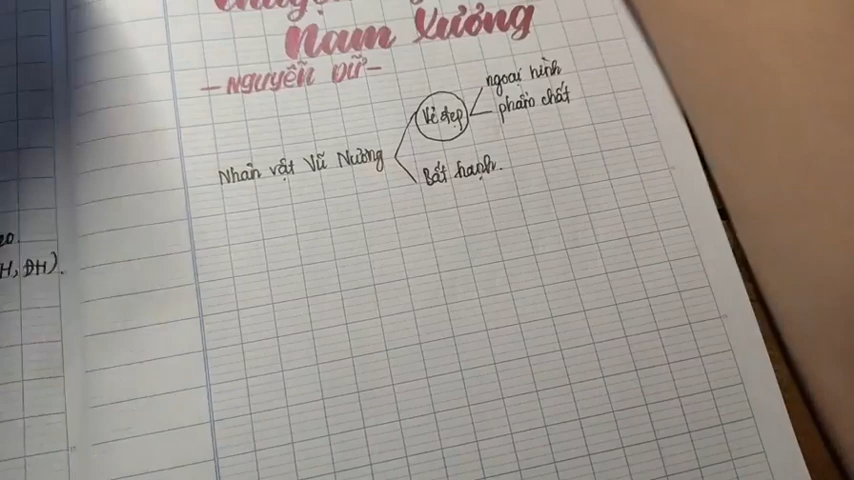 Nam Xương
- NGUYỄN DỮ -
ngoại hình
Vẻ đẹp
phẩm chất
Nhân vật Vũ Nương
Bất hạnh.
H, ĐH).